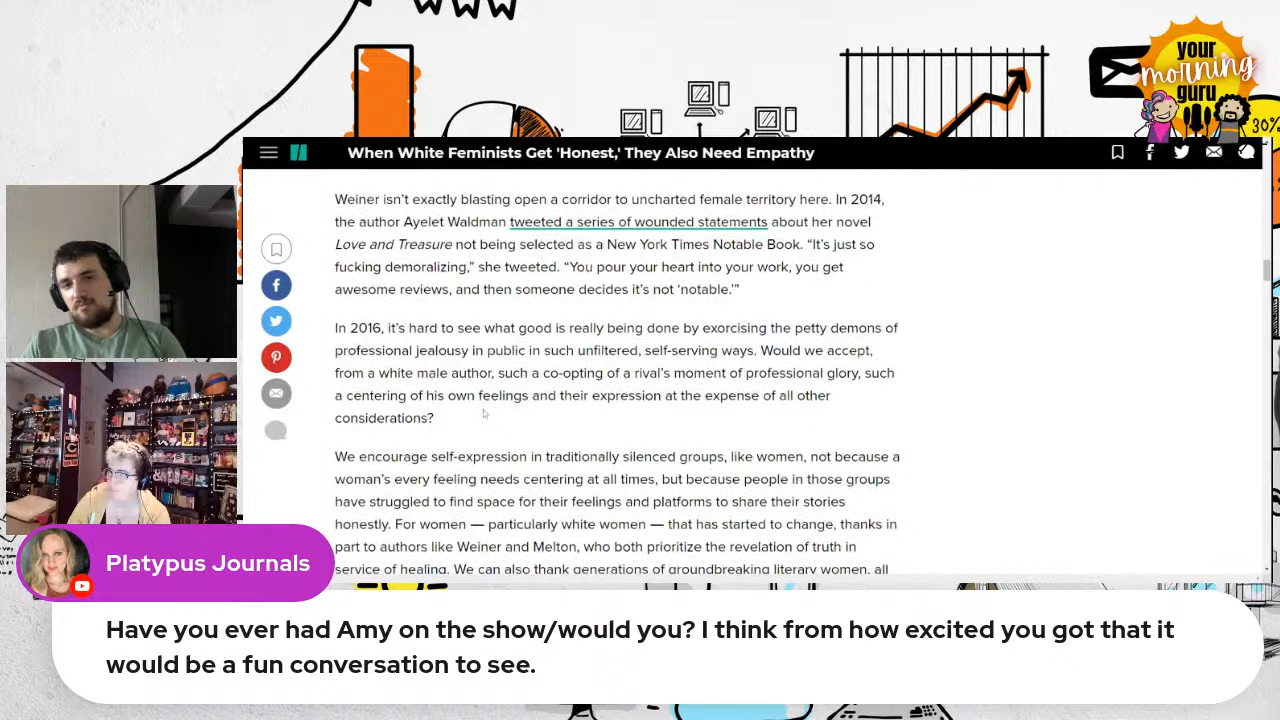 www
your
morning
guru
30%
When White Feminists Get 'Honest,' They Also Need Empathy
Weiner isn't exactly blasting open a corridor to uncharted female territory here. In 2014,
the author Ayelet Waldman tweeted a series of wounded statements about her novel
Love and Treasure not being selected as a New York Times Notable Book. “It's just so
fucking demoralizing,” she tweeted. “You pour your heart into your work, you get
awesome reviews, and then someone decides it's not ‘notable.’”
In 2016, it's hard to see what good is really being done by exorcising the petty demons of
professional jealousy in public in such unfiltered, self-serving ways. Would we accept,
from a white male author, such a co-opting of a rival's moment of professional glory, such
a centering of his own feelings and their expression at the expense of all other
considerations?
We encourage self-expression in traditionally silenced groups, like women, not because a
woman's every feeling needs centering at all times, but because people in those groups
have struggled to find space for their feelings and platforms to share their stories
honestly. For women — particularly white women — that has started to change, thanks in
part to authors like Weiner and Melton, who both prioritize the revelation of truth in
service of healing. We can also thank generations of groundbreaking literary women, all
Platypus Journals
Have you ever had Amy on the show/would you? I think from how excited you got that it
would be a fun conversation to see.